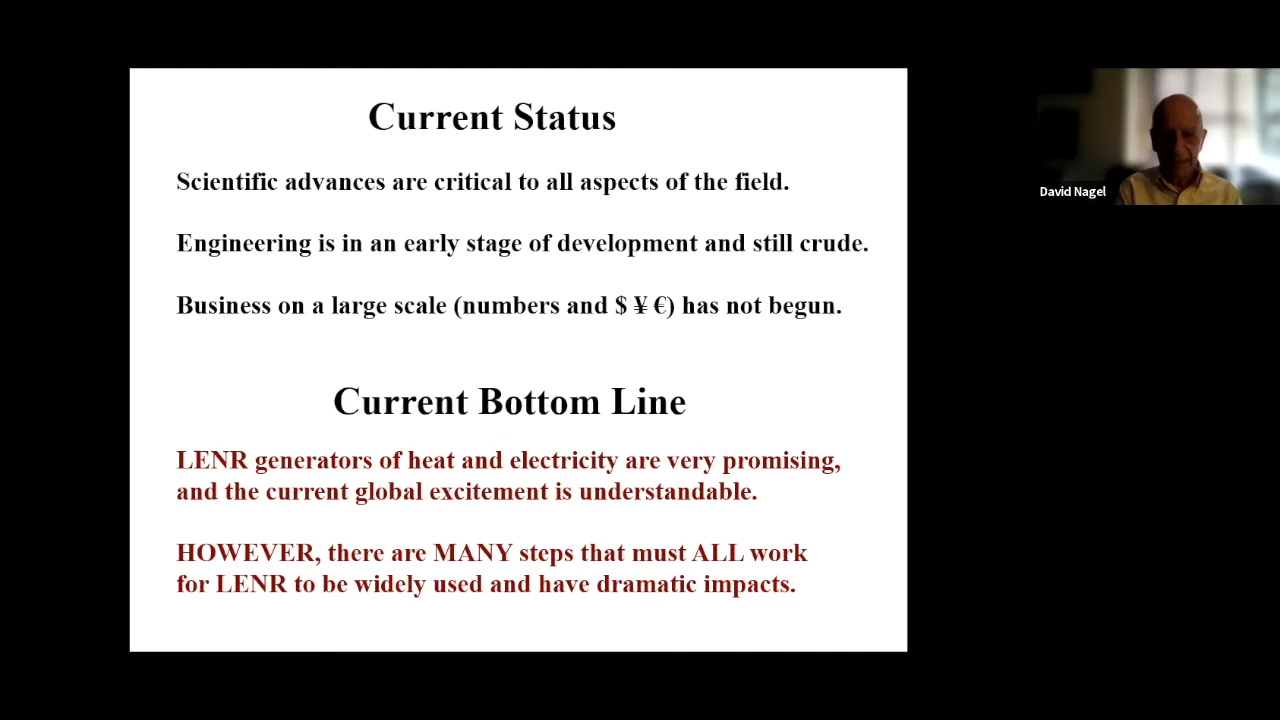 Current Status
Scientific advances are critical to all aspects of the field.
Engineering is in an early stage of development and still crude.
Business on a large scale (numbers and $ ¥ €) has not begun.
Current Bottom Line
LENR generators of heat and electricity are very promising,
and the current global excitement is understandable.
HOWEVER, there are MANY steps that must ALL work
for LENR to be widely used and have dramatic impacts.
David Nagel